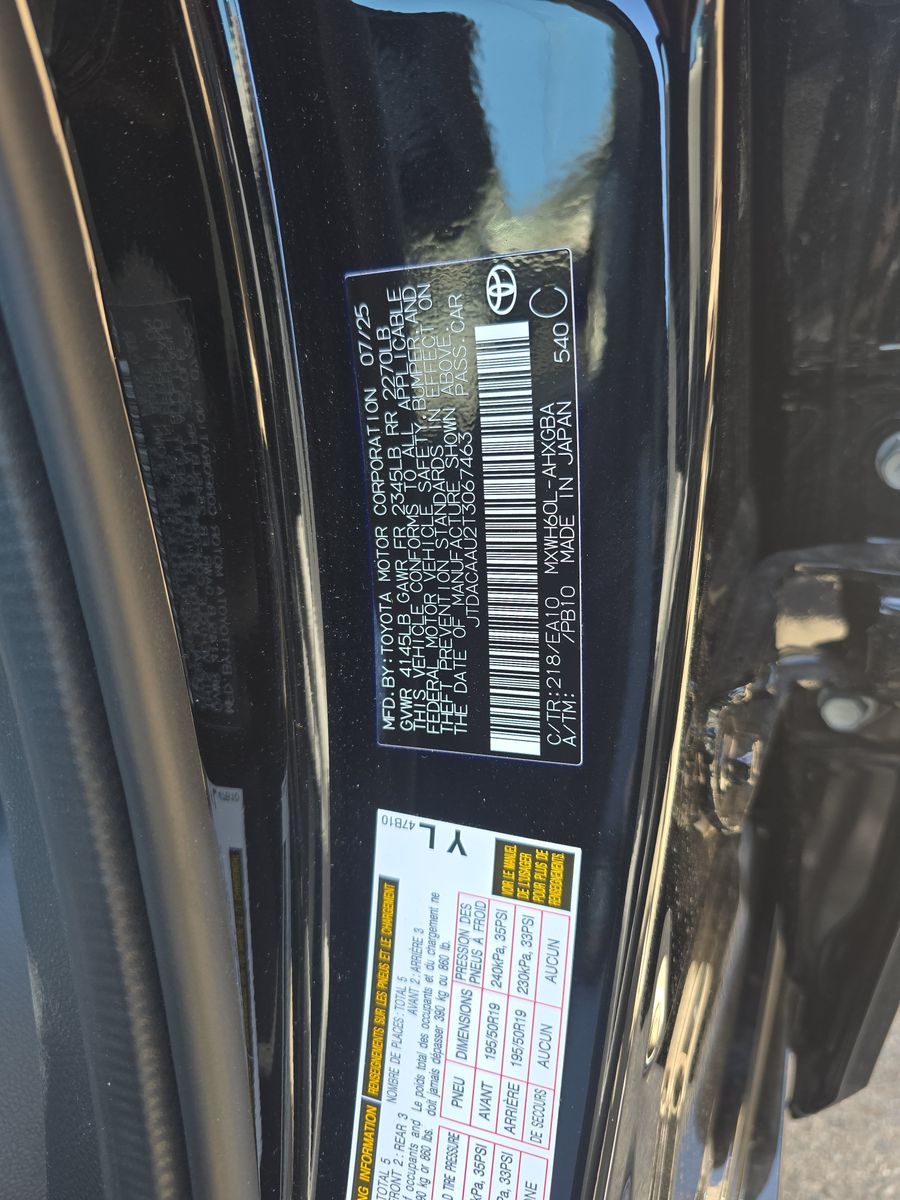 MFD. BY: TOYOTA MOTOR CORPORATION 07/25
GVWR 4145LB GAWR FR 2345LB RR 2270LB
THIS VEHICLE CONFORMS TO ALL APPLICABLE
FEDERAL MOTOR VEHICLE SAFETY, BUMPER AND
THEFT PREVENTION STANDARDS IN EFFECT ON
THE DATE OF MANUFACTURE SHOWN ABOVE.
JTDACAAU2T3067463 PASS. CAR
C/TR: 218/EA10 MXWH60L-AHXGBA
A/TM: /PB10 MADE IN JAPAN 540 C
47B10
YL
NG INFORMATION RENSEIGNEMENTS SUR LES PNEUS ET LE CHARGEMENT
TOTAL 5 NOMBRE DE PLACES: TOTAL 5
FRONT 2: REAR 3 AVANT 2: ARRIÈRE 3
occupants and Le poids total des occupants et du chargement ne
90 kg or 860 lbs. doit jamais dépasser 390 kg ou 860 lb.
D TIRE PRESSURE PNEU DIMENSIONS PRESSION DES PNEUS À FROID
kPa, 35PSI AVANT 195/50R19 240kPa, 35PSI
kPa, 33PSI ARRIÈRE 195/50R19 230kPa, 33PSI
ONE DE SECOURS AUCUN AUCUN
VOIR LE MANUEL
DE L'USAGER
POUR PLUS DE
RENSEIGNEMENTS